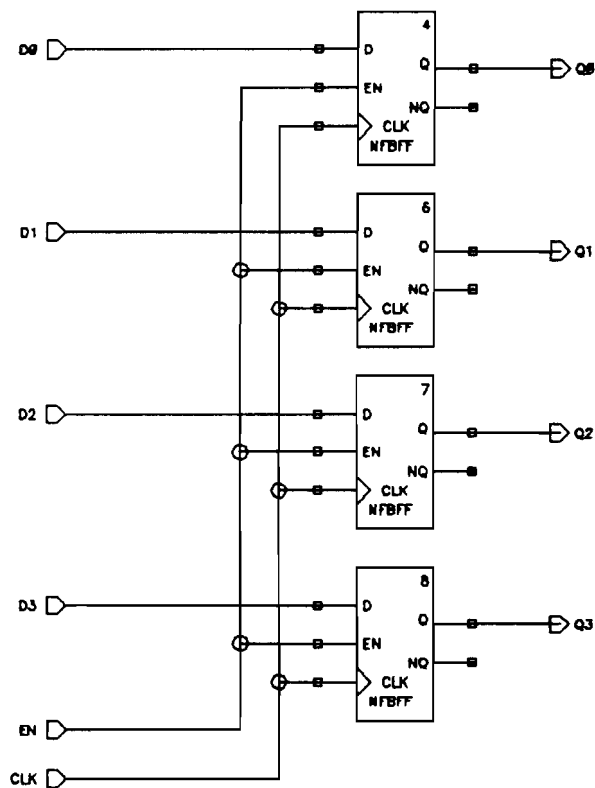 4
D0 D Q Q0
EN NQ
CLK
NFBFF
6
D1 D Q Q1
EN NQ
CLK
NFBFF
7
D2 D Q Q2
EN NQ
CLK
NFBFF
8
D3 D Q Q3
EN NQ
CLK
NFBFF
EN
CLK